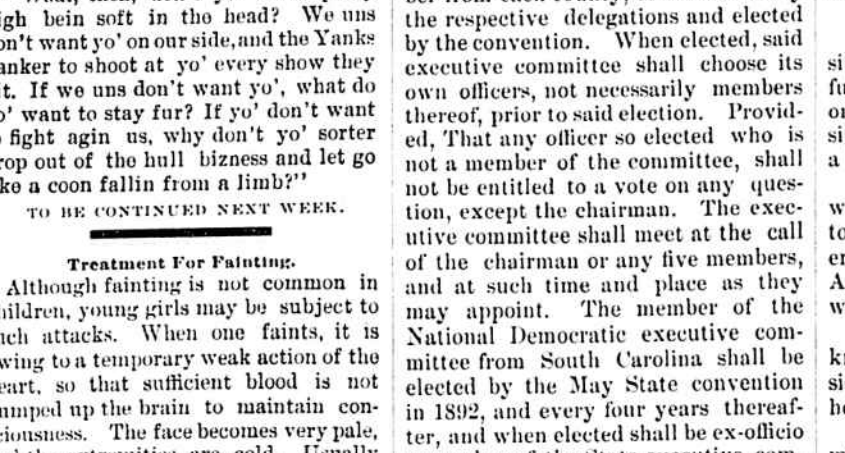 igh bein soft in the head? We uns
on't want yo' on our side, and the Yanks
anker to shoot at yo' every show they
it. If we uns don't want yo', what do
o' want to stay fur? If yo' don't want
fight agin us, why don't yo' sorter
rop out of the hull bizness and let go
ke a coon fallin from a limb?"
TO BE CONTINUED NEXT WEEK.
Treatment For Fainting.
Although fainting is not common in
hildren, young girls may be subject to
uch attacks. When one faints, it is
wing to a temporary weak action of the
eart, so that sufficient blood is not
umped up the brain to maintain con-
ciousness. The face becomes very pale,
the respective delegations and elected
by the convention. When elected, said
executive committee shall choose its
own officers, not necessarily members
thereof, prior to said election. Provid-
ed, That any officer so elected who is
not a member of the committee, shall
not be entitled to a vote on any ques-
tion, except the chairman. The exec-
utive committee shall meet at the call
of the chairman or any five members,
and at such time and place as they
may appoint. The member of the
National Democratic executive com-
mittee from South Carolina shall be
elected by the May State convention
in 1892, and every four years thereaf-
ter, and when elected shall be ex-officio
si
fu
or
si
a
w
to
er
A
w
kr
si
he